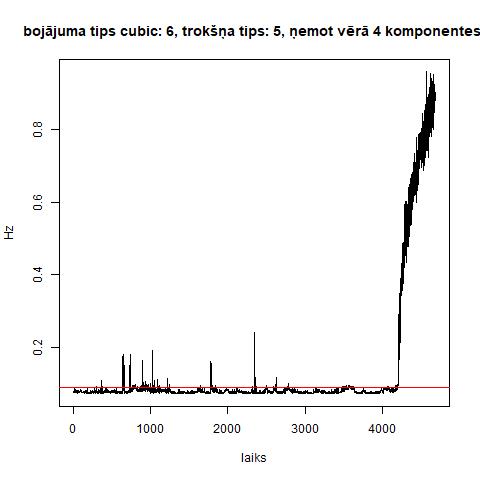 bojājuma tips cubic: 6, trokšņa tips: 5, ņemot vērā 4 komponentes
0.8
0.6
0.4
0.2
Hz
0 1000 2000 3000 4000
laiks